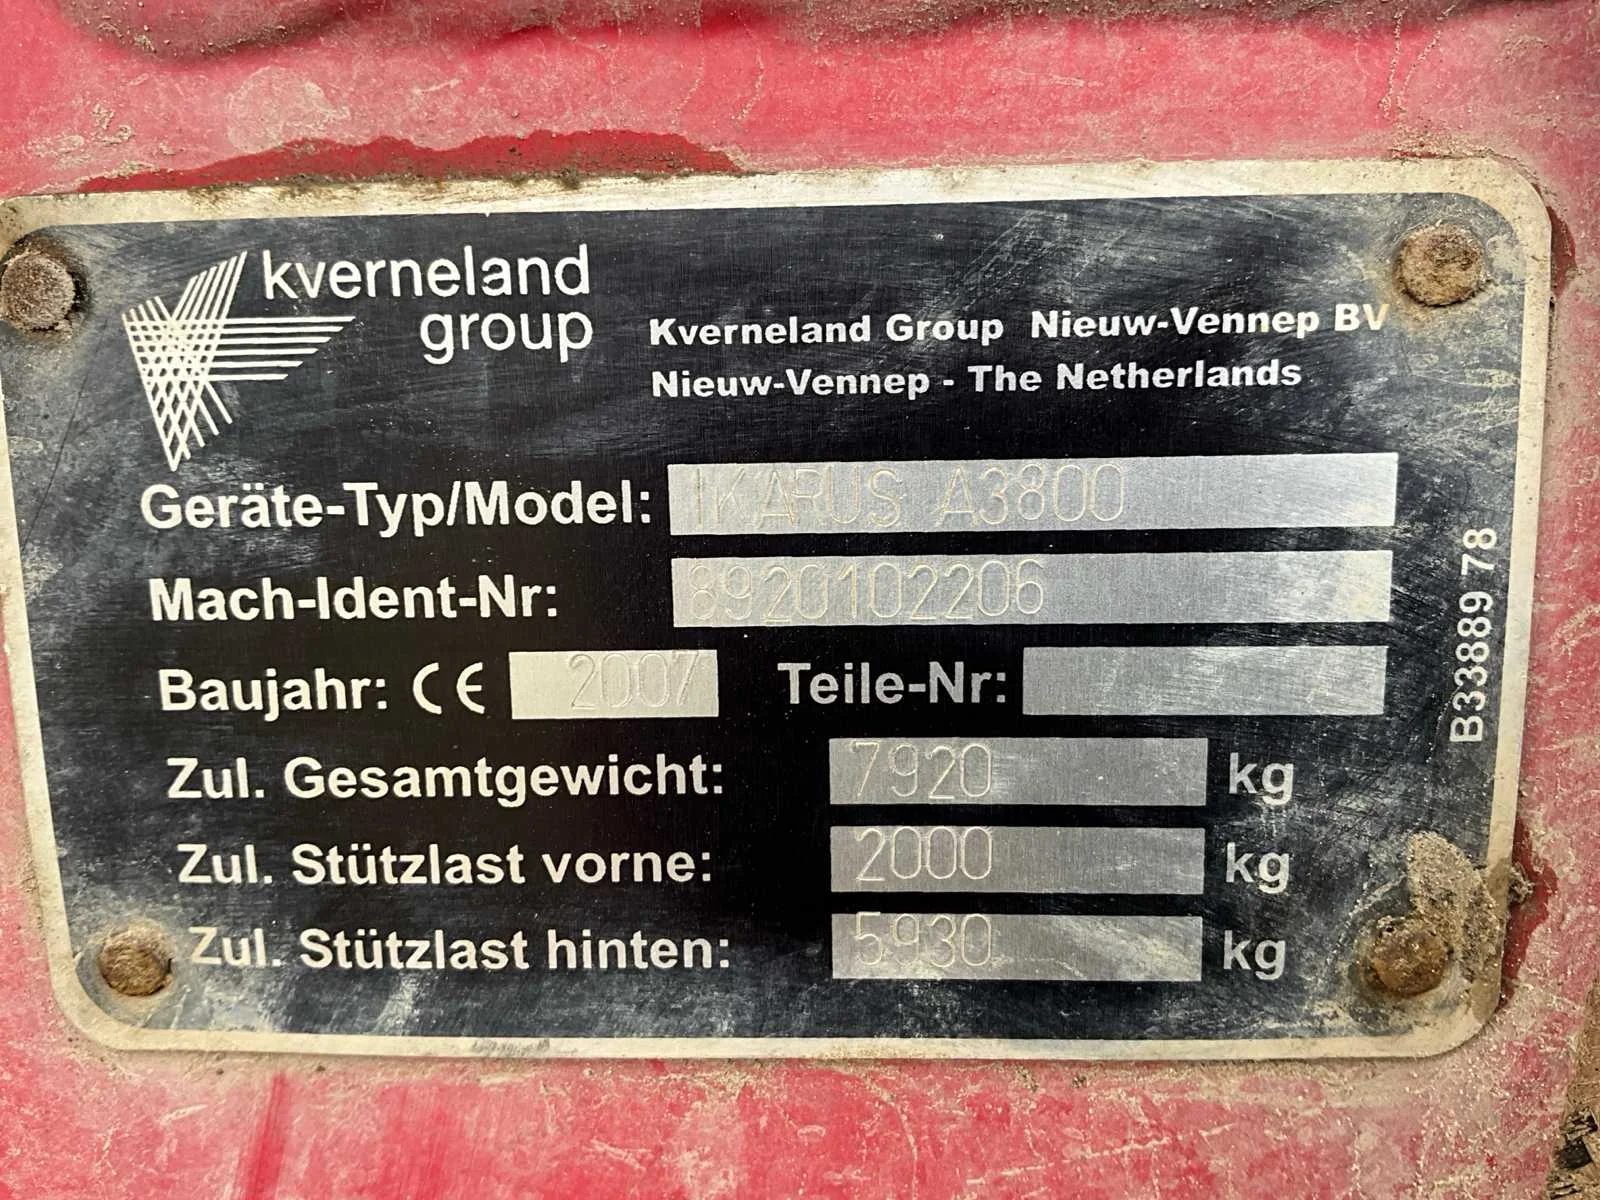 kverneland
group
Kverneland Group Nieuw-Vennep BV
Nieuw-Vennep - The Netherlands
Geräte-Typ/Model: IKARUS A3800
Mach-Ident-Nr: 8920102206
Baujahr: CE 2007 Teile-Nr:
Zul. Gesamtgewicht: 7920 kg
Zul. Stützlast vorne: 2000 kg
Zul. Stützlast hinten: 5930 kg
B33889 78